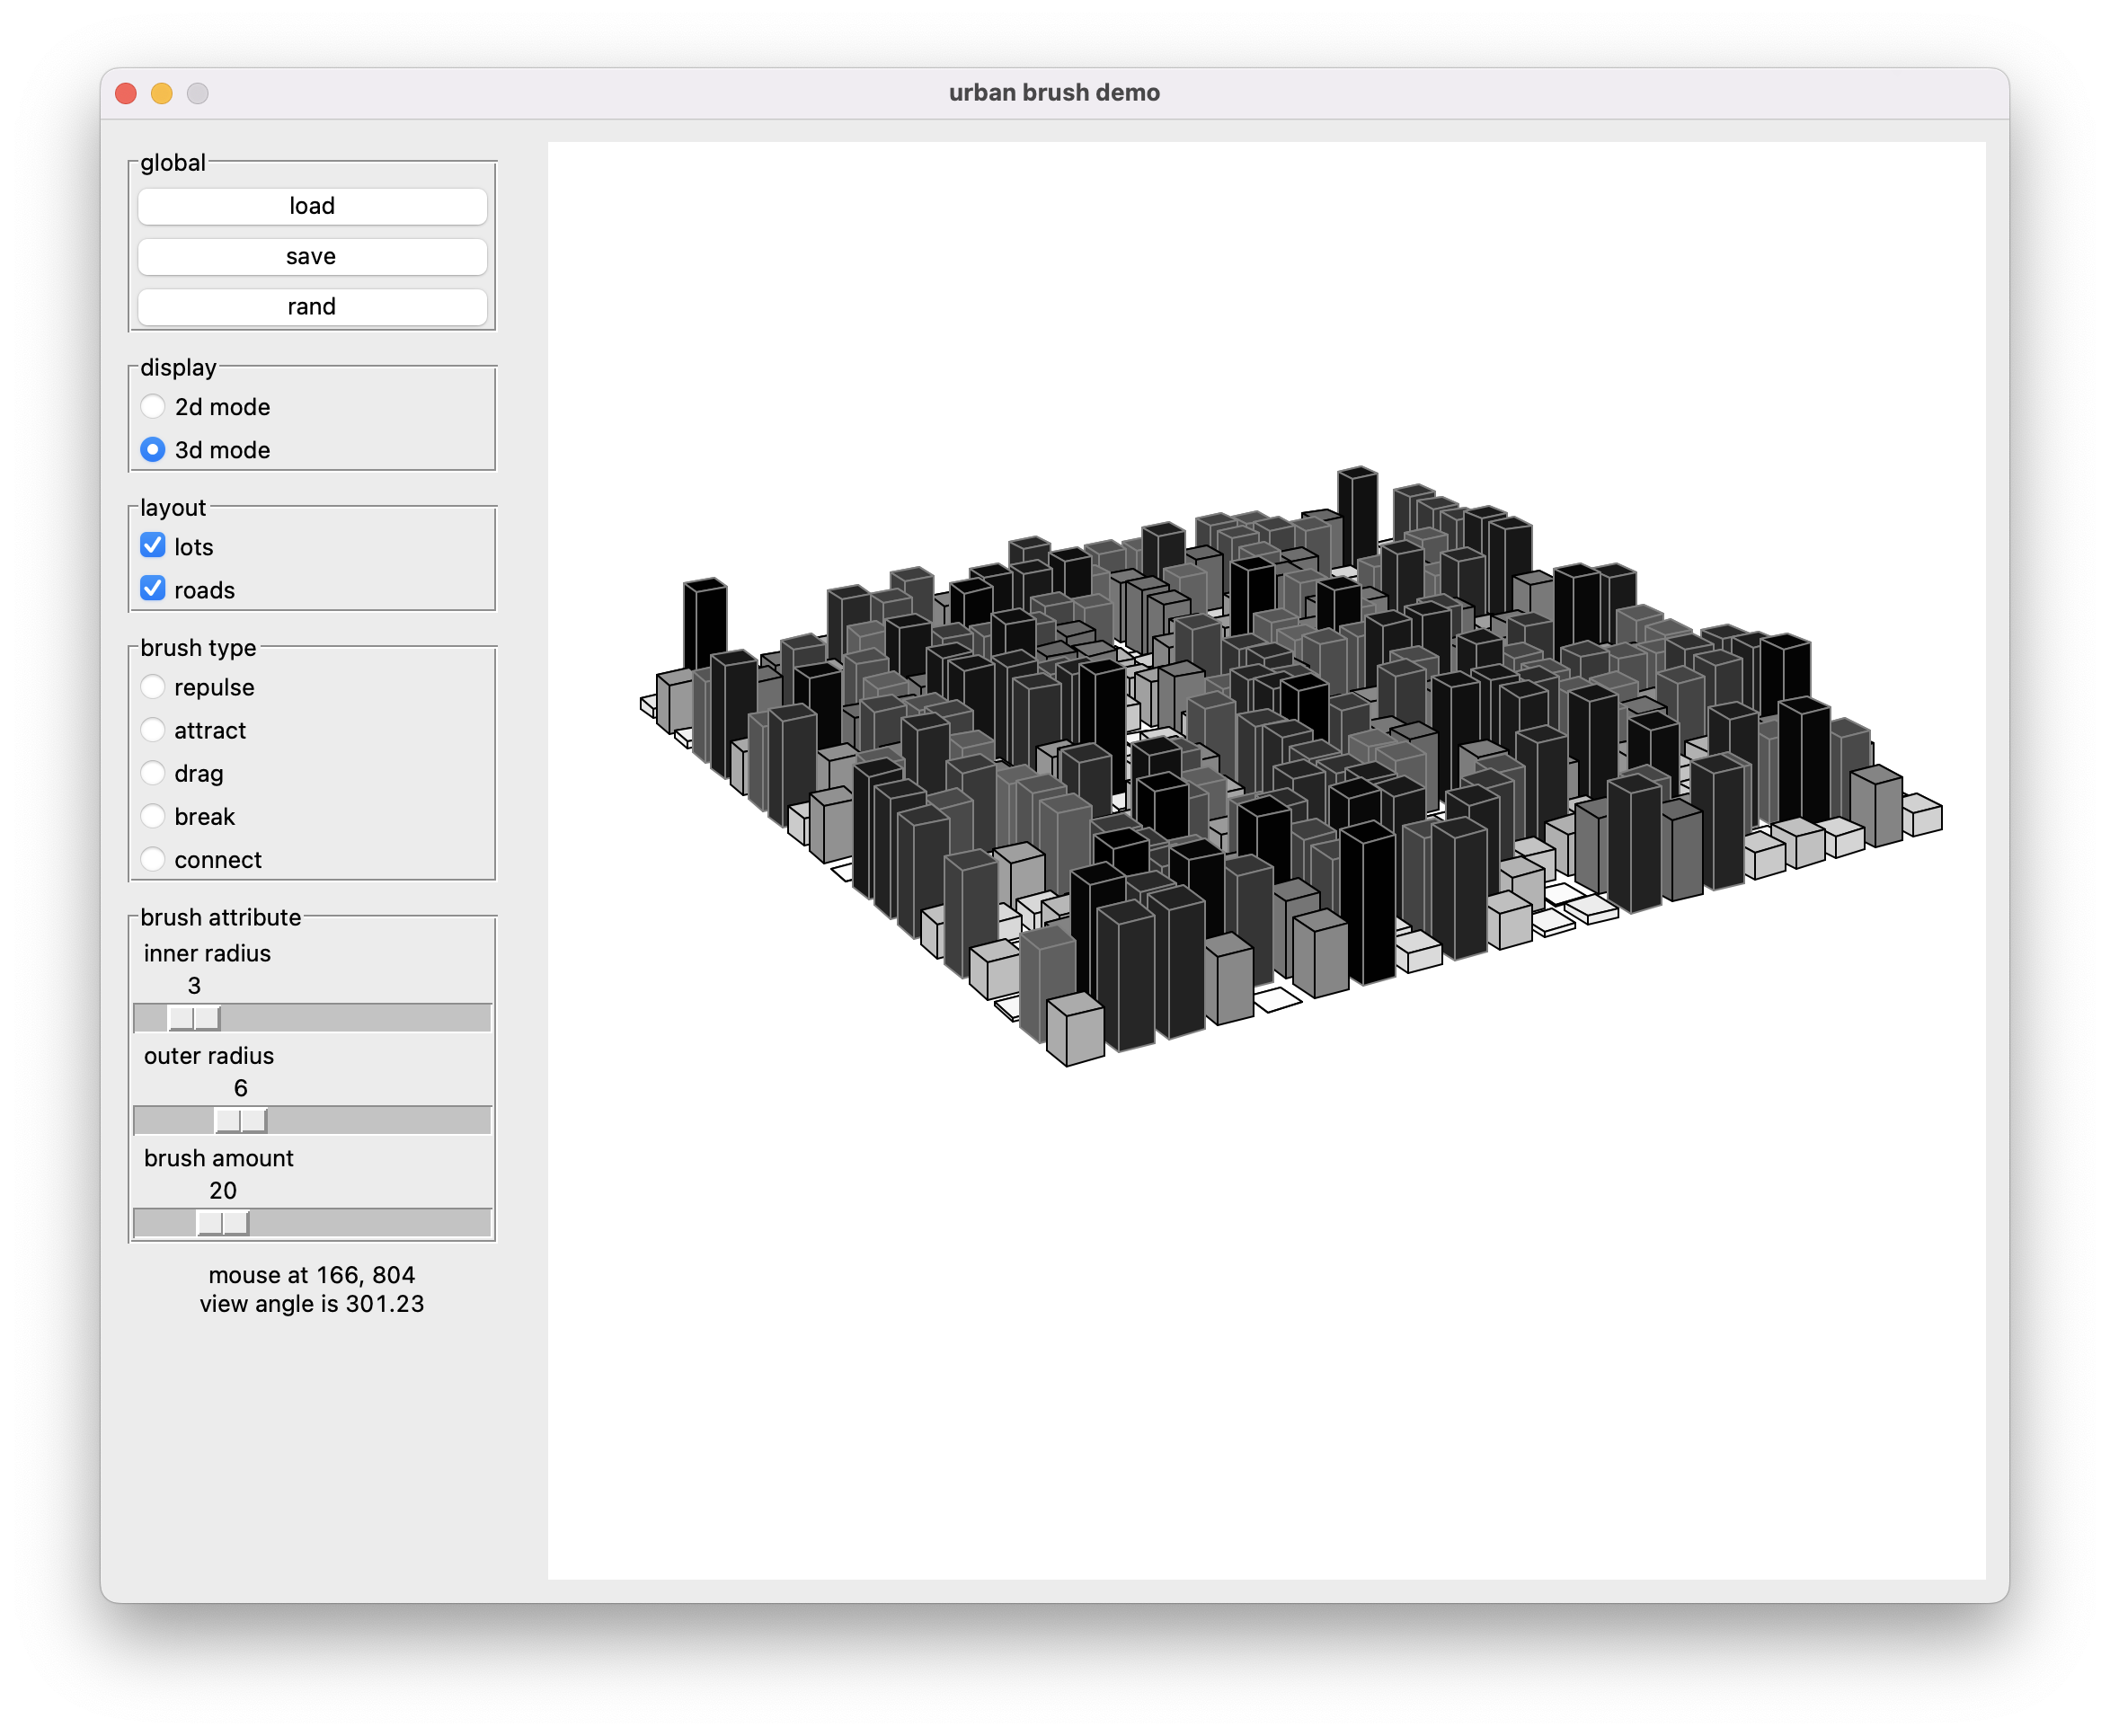 urban brush demo
global
load
save
rand
display
2d mode
3d mode
layout
lots
roads
brush type
repulse
attract
drag
break
connect
brush attribute
inner radius
3
outer radius
6
brush amount
20
mouse at 166, 804
view angle is 301.23